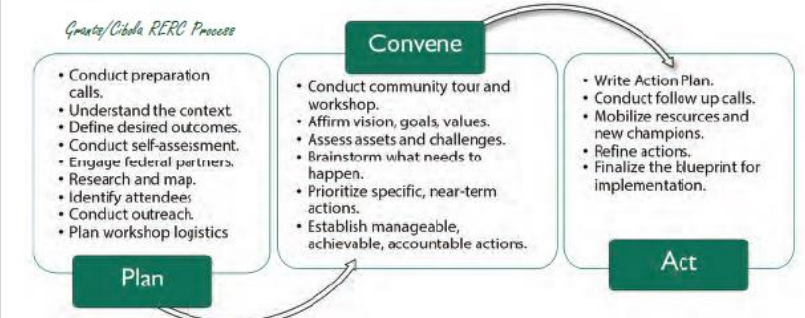 Grants/Cibola RERC Process
• Conduct preparation
calls.
• Understand the context.
• Define desired outcomes.
• Conduct self-assessment.
• Engage federal partners.
• Research and map.
• Identify attendees
• Conduct outreach.
• Plan workshop logistics
Plan
Convene
• Conduct community tour and
workshop.
• Affirm vision, goals, values.
• Assess assets and challenges.
• Brainstorm what needs to
happen.
• Prioritize specific, near-term
actions.
• Establish manageable,
achievable, accountable actions.
• Write Action Plan.
• Conduct follow up calls.
• Mobilize resources and
new champions.
• Refine actions.
• Finalize the blueprint for
implementation.
Act